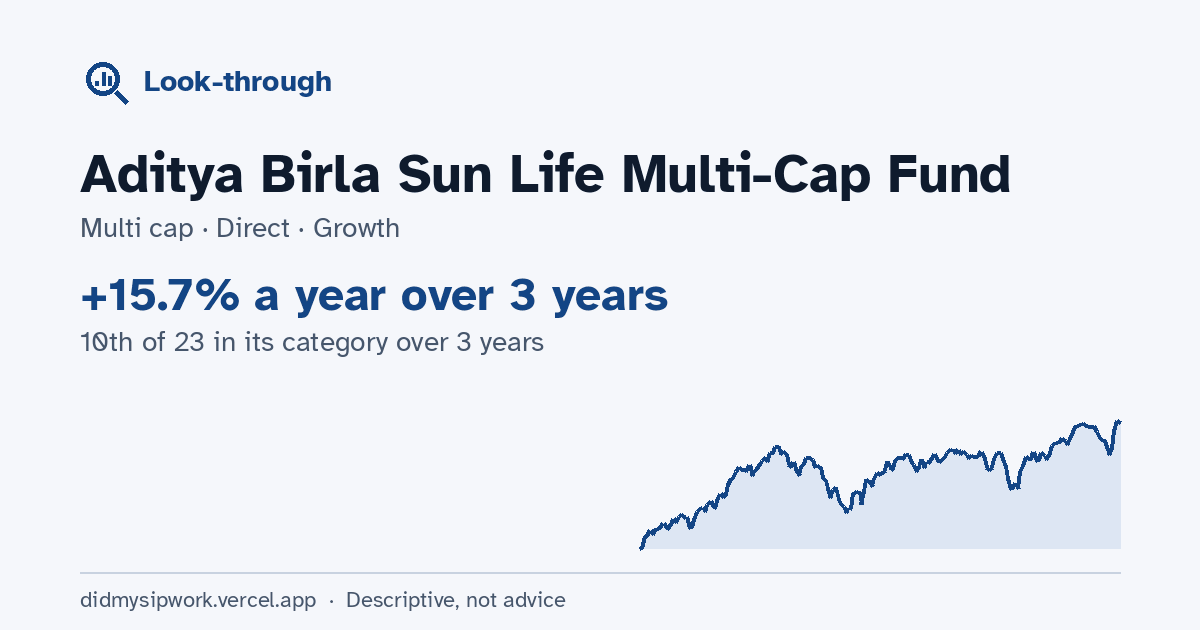 Look-through
Aditya Birla Sun Life Multi-Cap Fund
Multi cap · Direct · Growth
+15.7% a year over 3 years
10th of 23 in its category over 3 years
didmysipwork.vercel.app · Descriptive, not advice